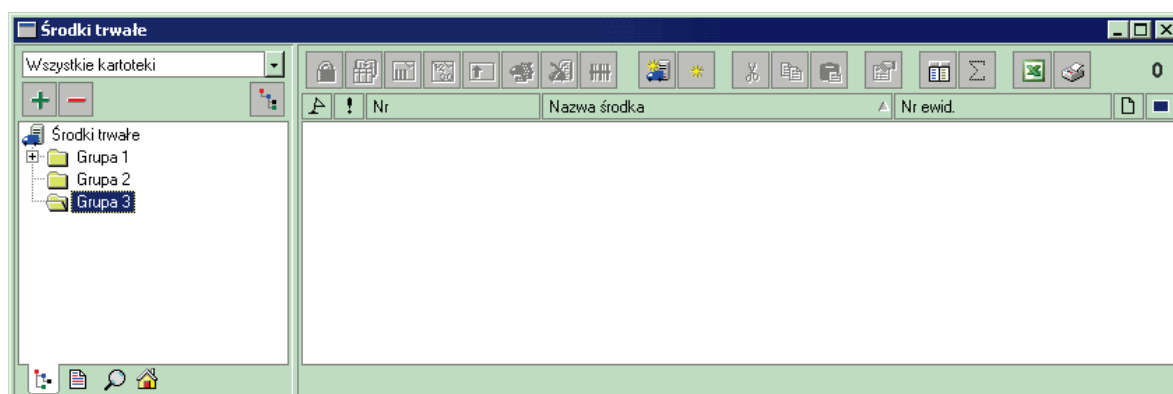 Środki trwałe
Wszystkie kartoteki
0
! Nr Nazwa środka Nr ewid.
Środki trwałe
Grupa 1
Grupa 2
Grupa 3